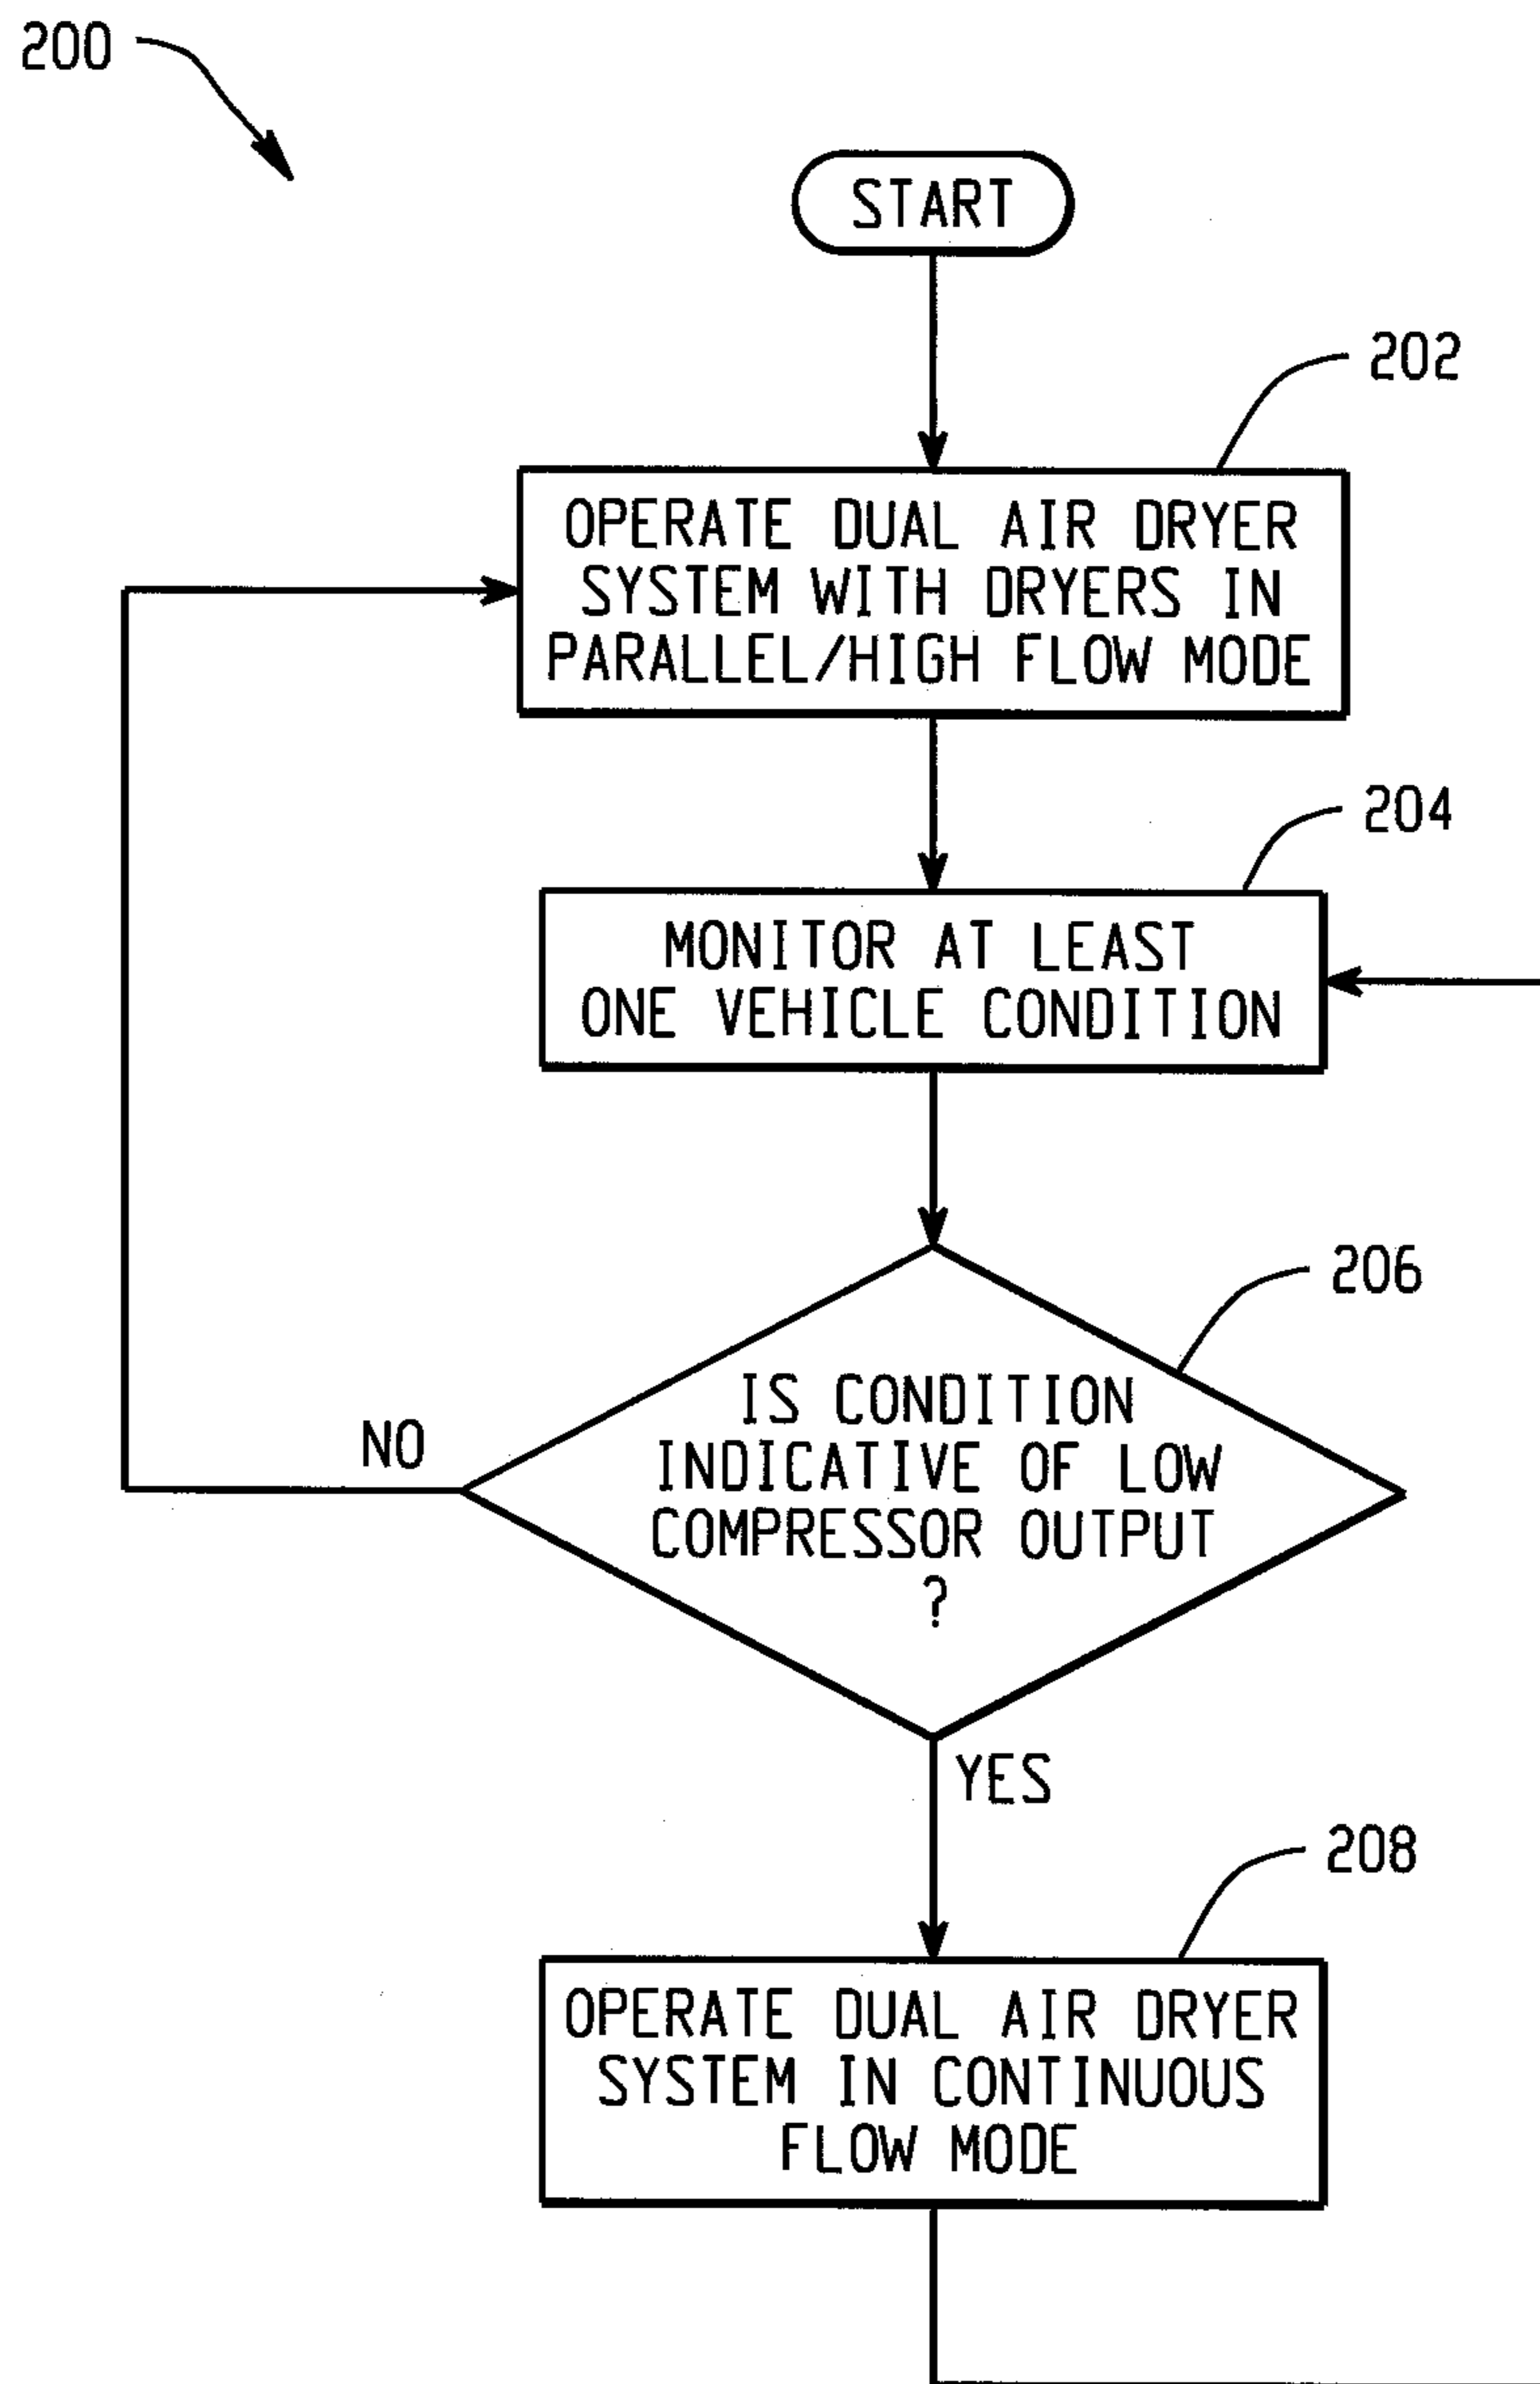 200
START
202
OPERATE DUAL AIR DRYER
SYSTEM WITH DRYERS IN
PARALLEL/HIGH FLOW MODE
204
MONITOR AT LEAST
ONE VEHICLE CONDITION
206
IS CONDITION
INDICATIVE OF LOW
COMPRESSOR OUTPUT
?
NO
YES
208
OPERATE DUAL AIR DRYER
SYSTEM IN CONTINUOUS
FLOW MODE